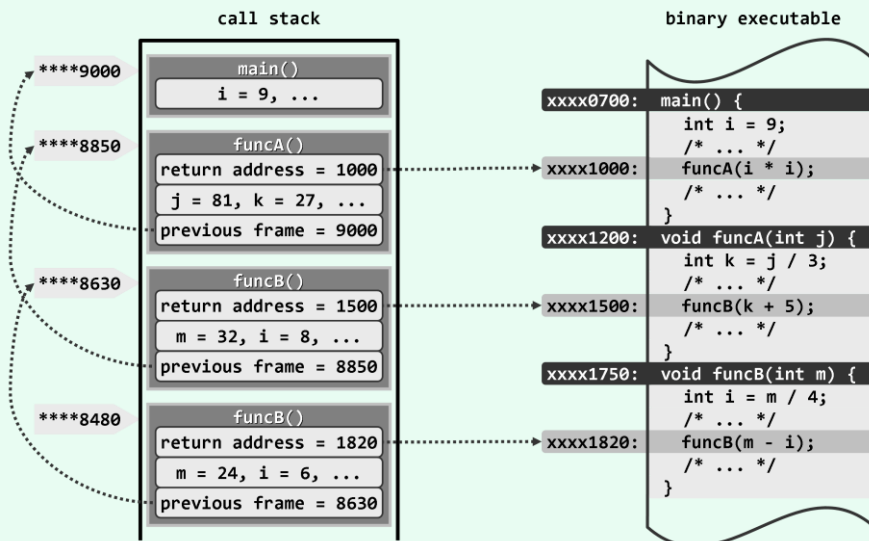 call stack
****9000
main()
i = 9, ...
****8850
funcA()
return address = 1000
j = 81, k = 27, ...
previous frame = 9000
****8630
funcB()
return address = 1500
m = 32, i = 8, ...
previous frame = 8850
****8480
funcB()
return address = 1820
m = 24, i = 6, ...
previous frame = 8630
binary executable
xxxx0700: main() {
int i = 9;
/* ... */
xxxx1000: funcA(i * i);
/* ... */
}
xxxx1200: void funcA(int j) {
int k = j / 3;
/* ... */
xxxx1500: funcB(k + 5);
/* ... */
}
xxxx1750: void funcB(int m) {
int i = m / 4;
/* ... */
xxxx1820: funcB(m - i);
/* ... */
}